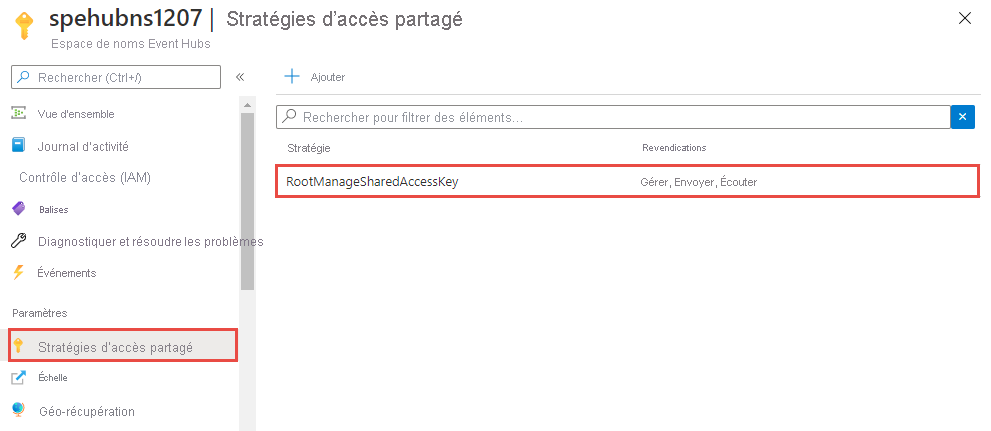 spehubns1207 | Stratégies d'accès partagé
Espace de noms Event Hubs
Rechercher (Ctrl+/)
«
Vue d'ensemble
Journal d'activité
Contrôle d'accès (IAM)
Balises
Diagnostiquer et résoudre les problèmes
Événements
Paramètres
Stratégies d'accès partagé
Échelle
Géo-récupération
Ajouter
Rechercher pour filtrer des éléments...
Stratégie Revendications
RootManageSharedAccessKey Gérer, Envoyer, Écouter